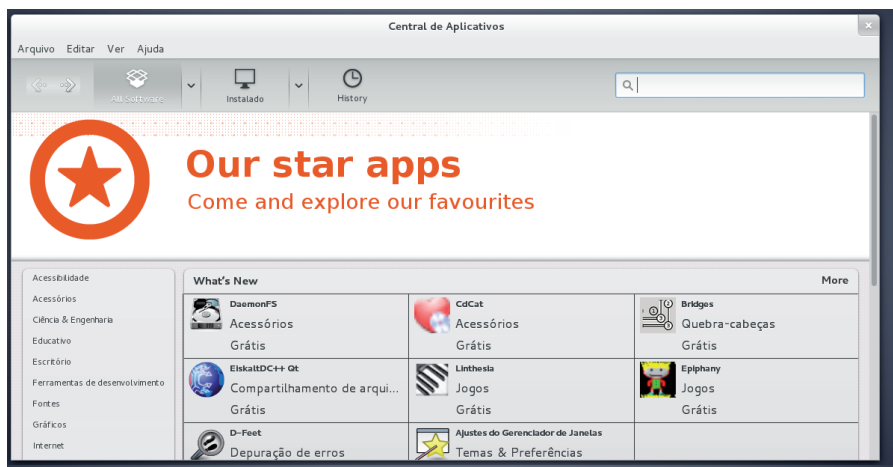 Central de Aplicativos
Arquivo Editar Ver Ajuda
All Software
Instalado
History
Our star apps
Come and explore our favourites
Acessibilidade
Acessórios
Ciência & Engenharia
Educativo
Escritório
Ferramentas de desenvolvimento
Fontes
Gráficos
Internet
What's New
More
DaemonFS
Acessórios
Grátis
CdCat
Acessórios
Grátis
Bridges
Quebra-cabeças
Grátis
EiskaltDC++ Qt
Compartilhamento de arqui...
Grátis
Linthesia
Jogos
Grátis
Epiphany
Jogos
Grátis
D-Feet
Depuração de erros
Ajustes do Gerenciador de Janelas
Temas & Preferências